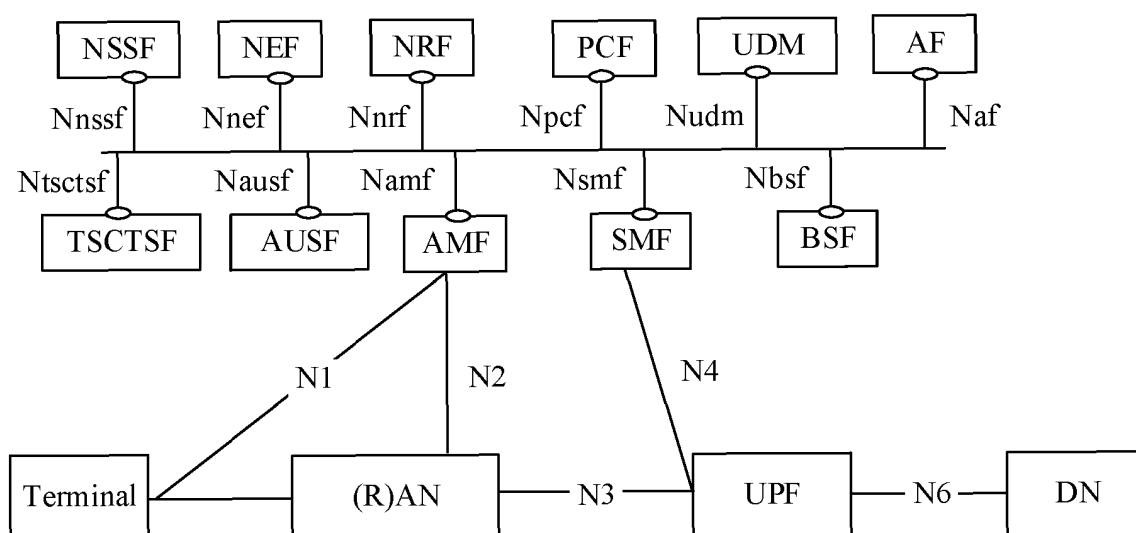 NSSF NEF NRF PCF UDM AF
Nnssf Nnef Nnrf Npcf Nudm Naf
Ntsctsf Nausf Namf Nsmf Nbsf
TSCTSF AUSF AMF SMF BSF
N1 N2 N4
Terminal (R)AN N3 UPF N6 DN